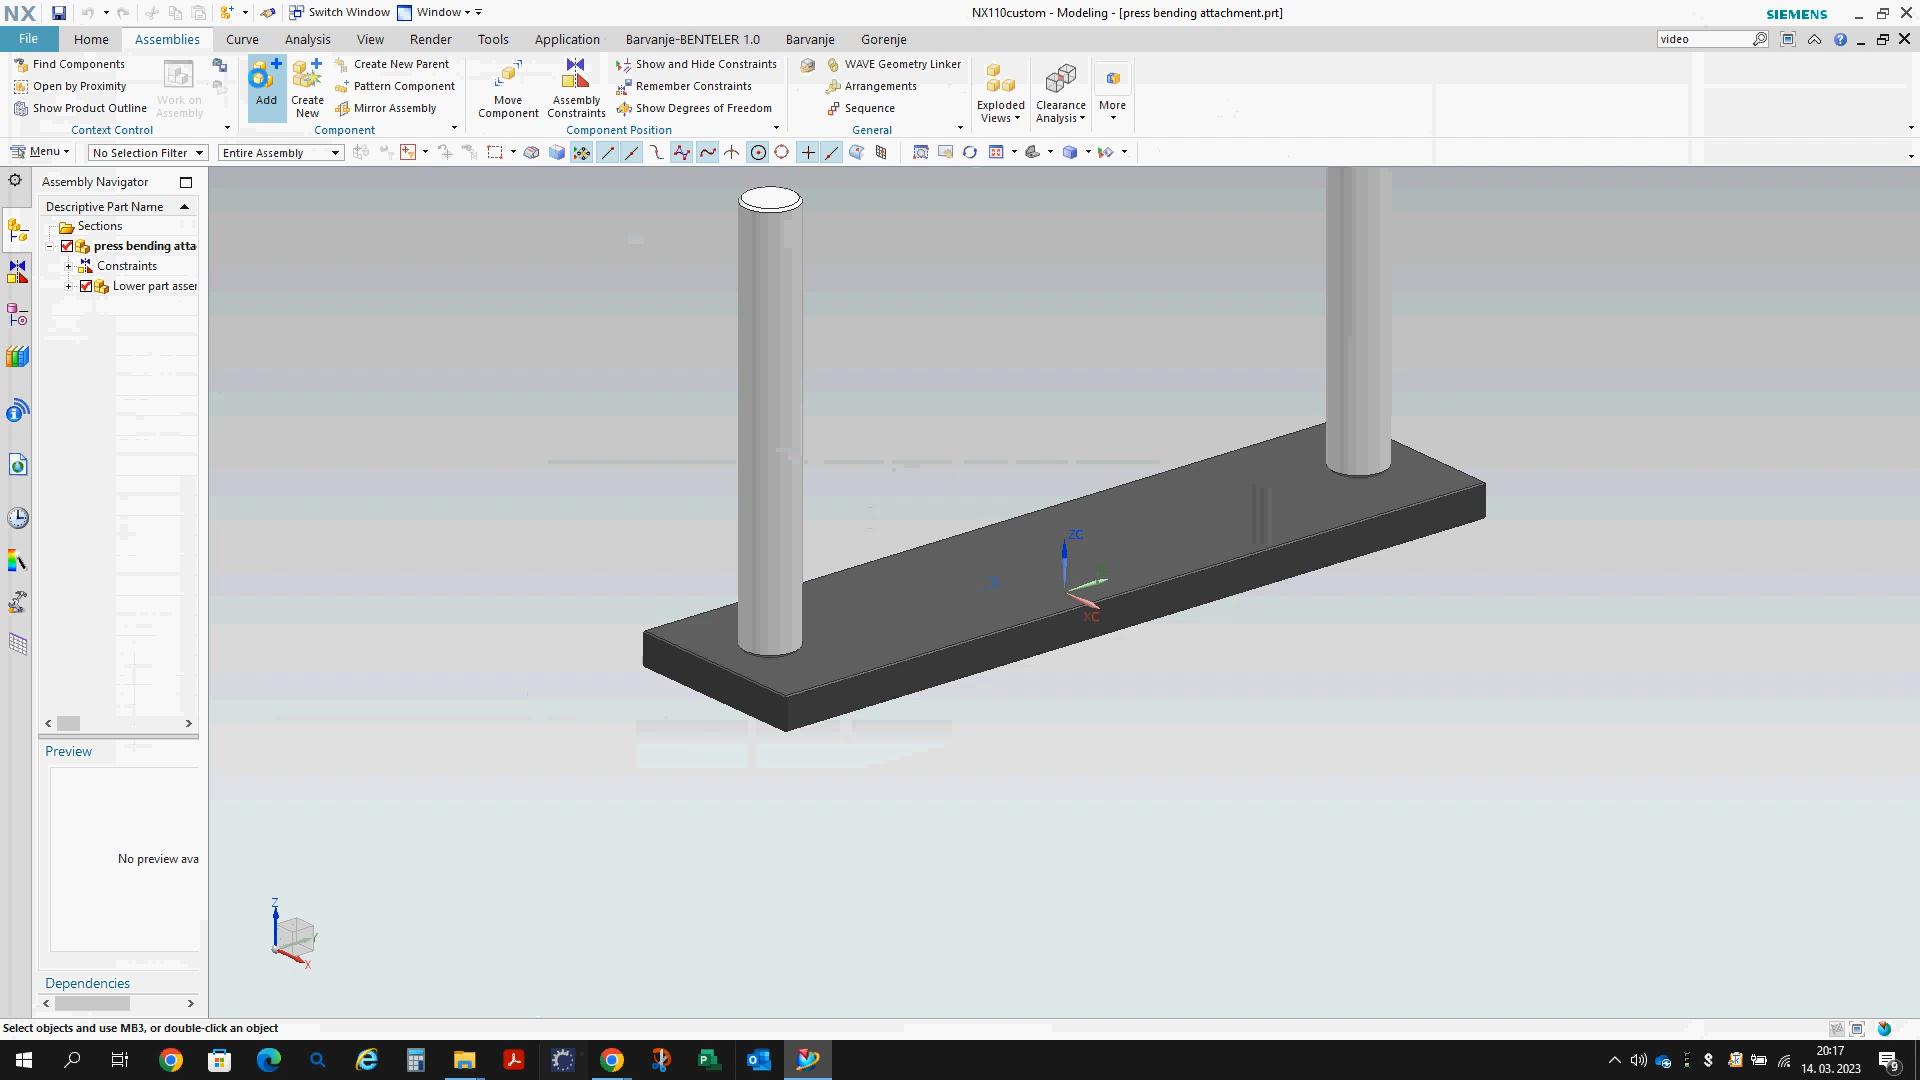 NX
Switch Window
Window
NX110custom - Modeling - [press bending attachment.prt]
SIEMENS
File
Home
Assemblies
Curve
Analysis
View
Render
Tools
Application
Barvanje-BENTELER 1.0
Barvanje
Gorenje
video
Find Components
Open by Proximity
Show Product Outline
Work on Assembly
Context Control
Add
Create New
Create New Parent
Pattern Component
Mirror Assembly
Component
Move Component
Assembly Constraints
Show and Hide Constraints
Remember Constraints
Show Degrees of Freedom
Component Position
WAVE Geometry Linker
Arrangements
Sequence
General
Exploded Views
Clearance Analysis
More
Menu
No Selection Filter
Entire Assembly
Assembly Navigator
Descriptive Part Name
Sections
press bending atta
Constraints
Lower part asser
Preview
No preview ava
Dependencies
ZC
XC
Z
X
Select objects and use MB3, or double-click an object
20:17
14. 03. 2023
9